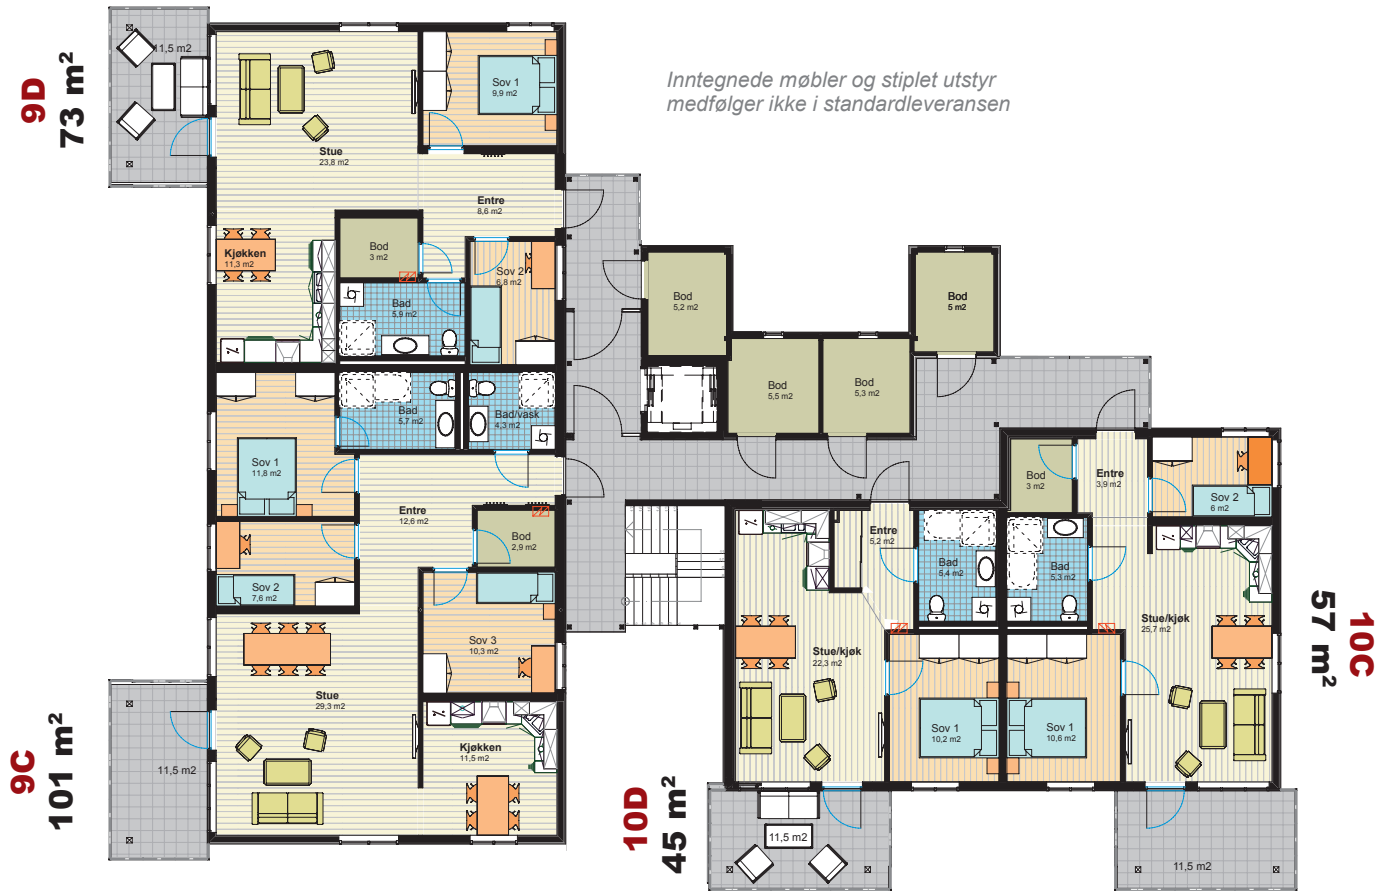 9D
73 m²
11,5 m2
Sov 1
9,9 m2
Stue
23,8 m2
Entre
8,6 m2
Bod
3 m2
Kjøkken
11,3 m2
Sov 2
6,8 m2
Bad
5,9 m2
Inntegnede møbler og stiplet utstyr
medfølger ikke i standardleveransen
Bod
5,2 m2
Bod
5,5 m2
Bod
5,3 m2
Bod
5 m2
9C
101 m²
Bad
5,7 m2
Bad/vask
4,3 m2
Sov 1
11,8 m2
Entre
12,6 m2
Bod
2,9 m2
Sov 2
7,6 m2
Sov 3
10,3 m2
Stue
29,3 m2
Kjøkken
11,5 m2
11,5 m2
10D
45 m²
Entre
5,2 m2
Bad
5,4 m2
Stue/kjøk
22,3 m2
Sov 1
10,2 m2
11,5 m2
10C
57 m²
Bod
3 m2
Entre
3,9 m2
Sov 2
6 m2
Bad
5,3 m2
Stue/kjøk
25,7 m2
Sov 1
10,6 m2
11,5 m2